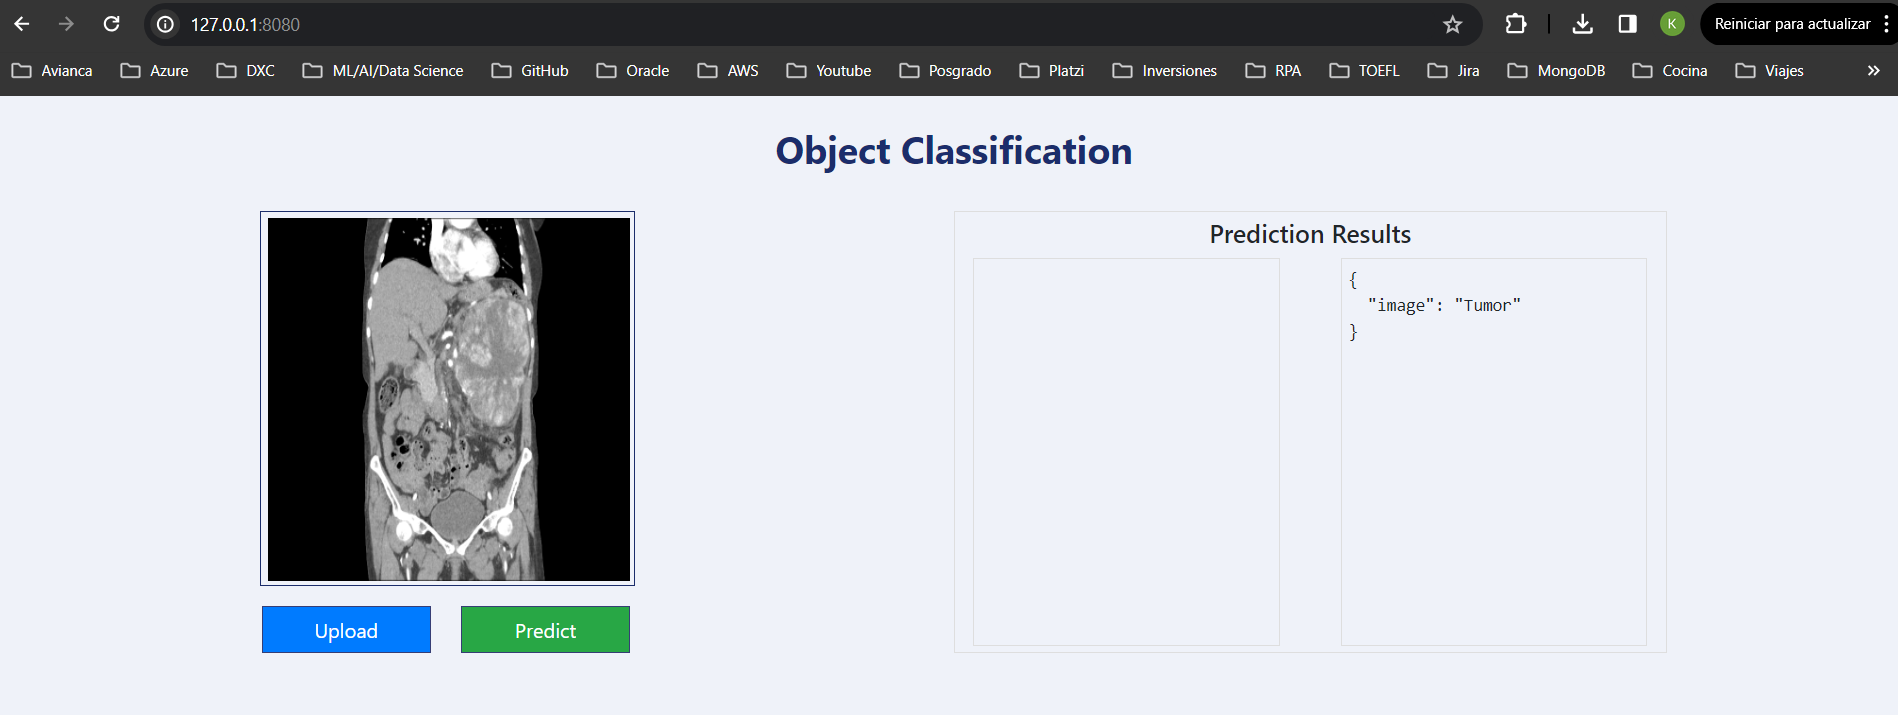 127.0.0.1:8080
K
Reiniciar para actualizar
Avianca Azure DXC ML/AI/Data Science GitHub Oracle AWS Youtube Posgrado Platzi Inversiones RPA TOEFL Jira MongoDB Cocina Viajes »
Object Classification
Prediction Results
{
"image": "Tumor"
}
Upload Predict